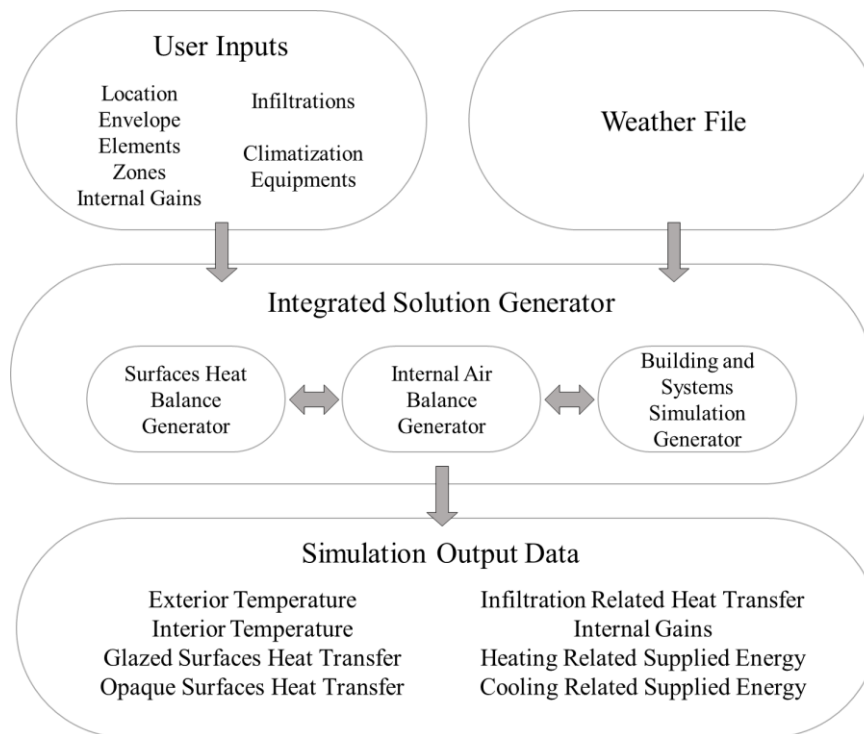 User Inputs
Location
Envelope
Elements
Zones
Internal Gains
Infiltrations
Climatization
Equipments
Weather File
Integrated Solution Generator
Surfaces Heat
Balance
Generator
Internal Air
Balance
Generator
Building and
Systems
Simulation
Generator
Simulation Output Data
Exterior Temperature
Interior Temperature
Glazed Surfaces Heat Transfer
Opaque Surfaces Heat Transfer
Infiltration Related Heat Transfer
Internal Gains
Heating Related Supplied Energy
Cooling Related Supplied Energy